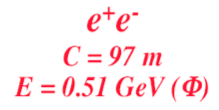 e⁺e⁻
C = 97 m
E = 0.51 GeV (Φ)